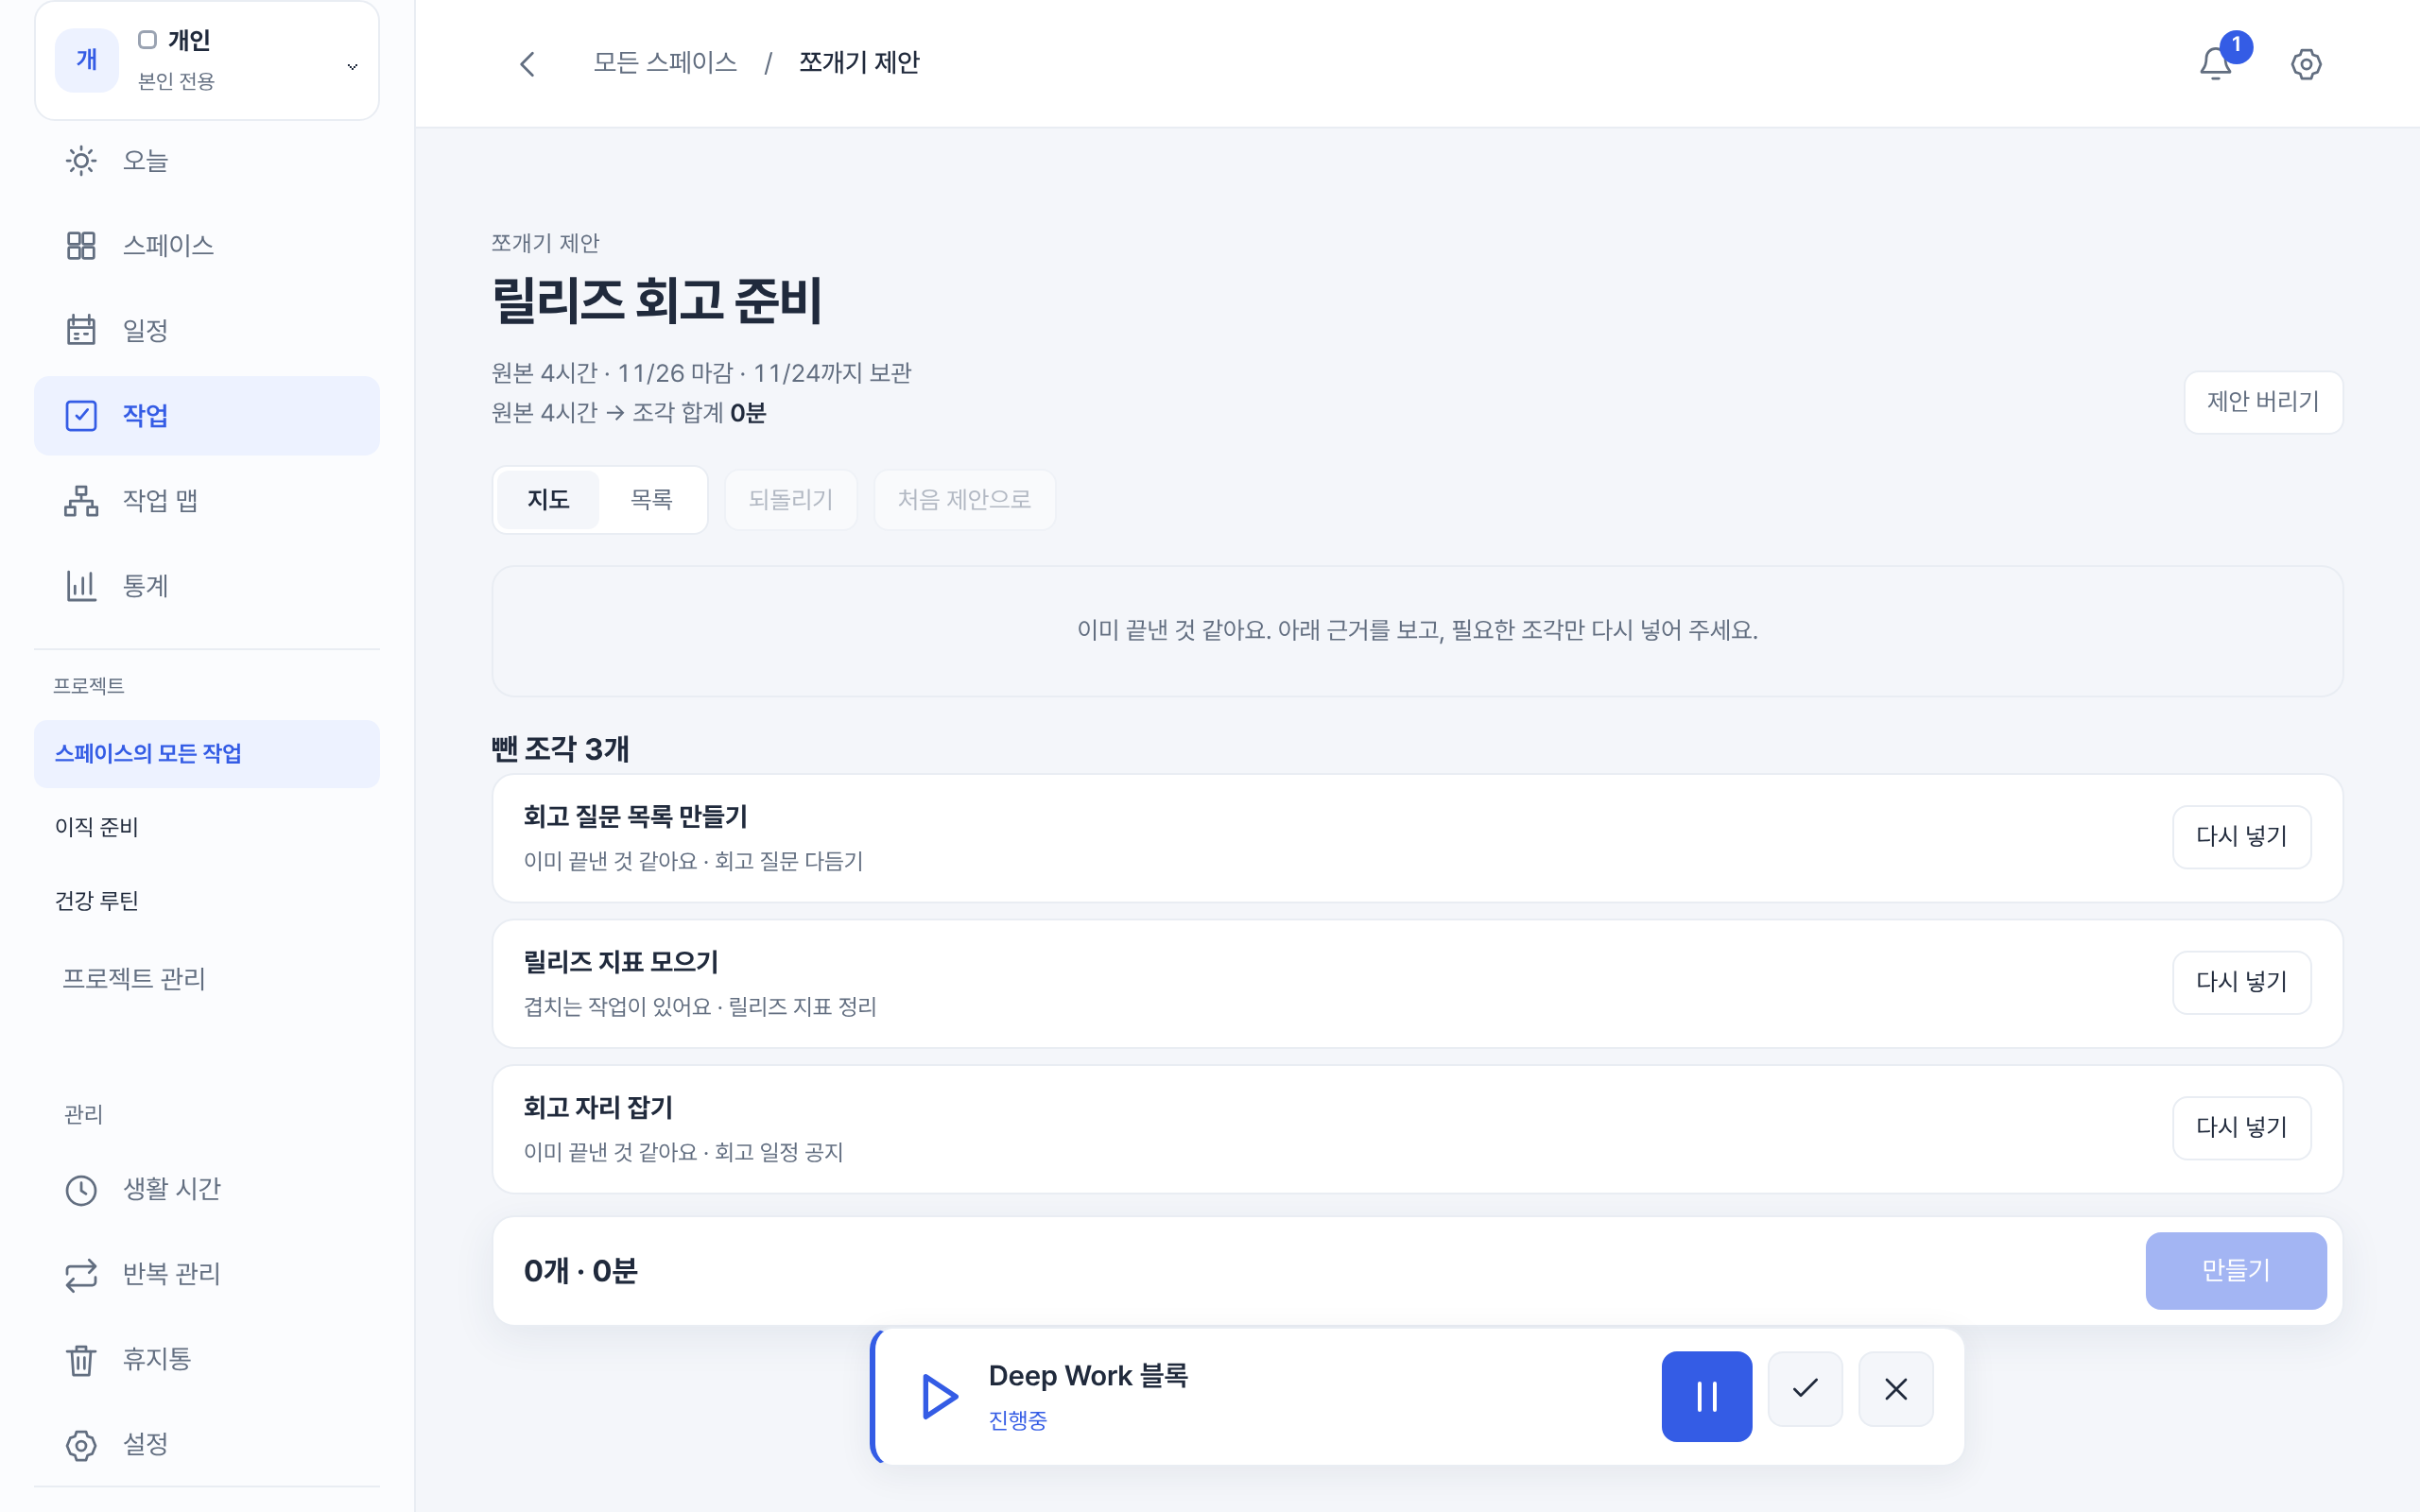 개
개인
본인 전용
오늘
스페이스
일정
작업
작업 맵
통계
프로젝트
스페이스의 모든 작업
이직 준비
건강 루틴
프로젝트 관리
관리
생활 시간
반복 관리
휴지통
설정
모든 스페이스 / 쪼개기 제안
1
쪼개기 제안
릴리즈 회고 준비
원본 4시간 · 11/26 마감 · 11/24까지 보관
원본 4시간 → 조각 합계 0분
제안 버리기
지도
목록
되돌리기
처음 제안으로
이미 끝낸 것 같아요. 아래 근거를 보고, 필요한 조각만 다시 넣어 주세요.
뺀 조각 3개
회고 질문 목록 만들기
이미 끝낸 것 같아요 · 회고 질문 다듬기
다시 넣기
릴리즈 지표 모으기
겹치는 작업이 있어요 · 릴리즈 지표 정리
다시 넣기
회고 자리 잡기
이미 끝낸 것 같아요 · 회고 일정 공지
다시 넣기
0개 · 0분
만들기
Deep Work 블록
진행중